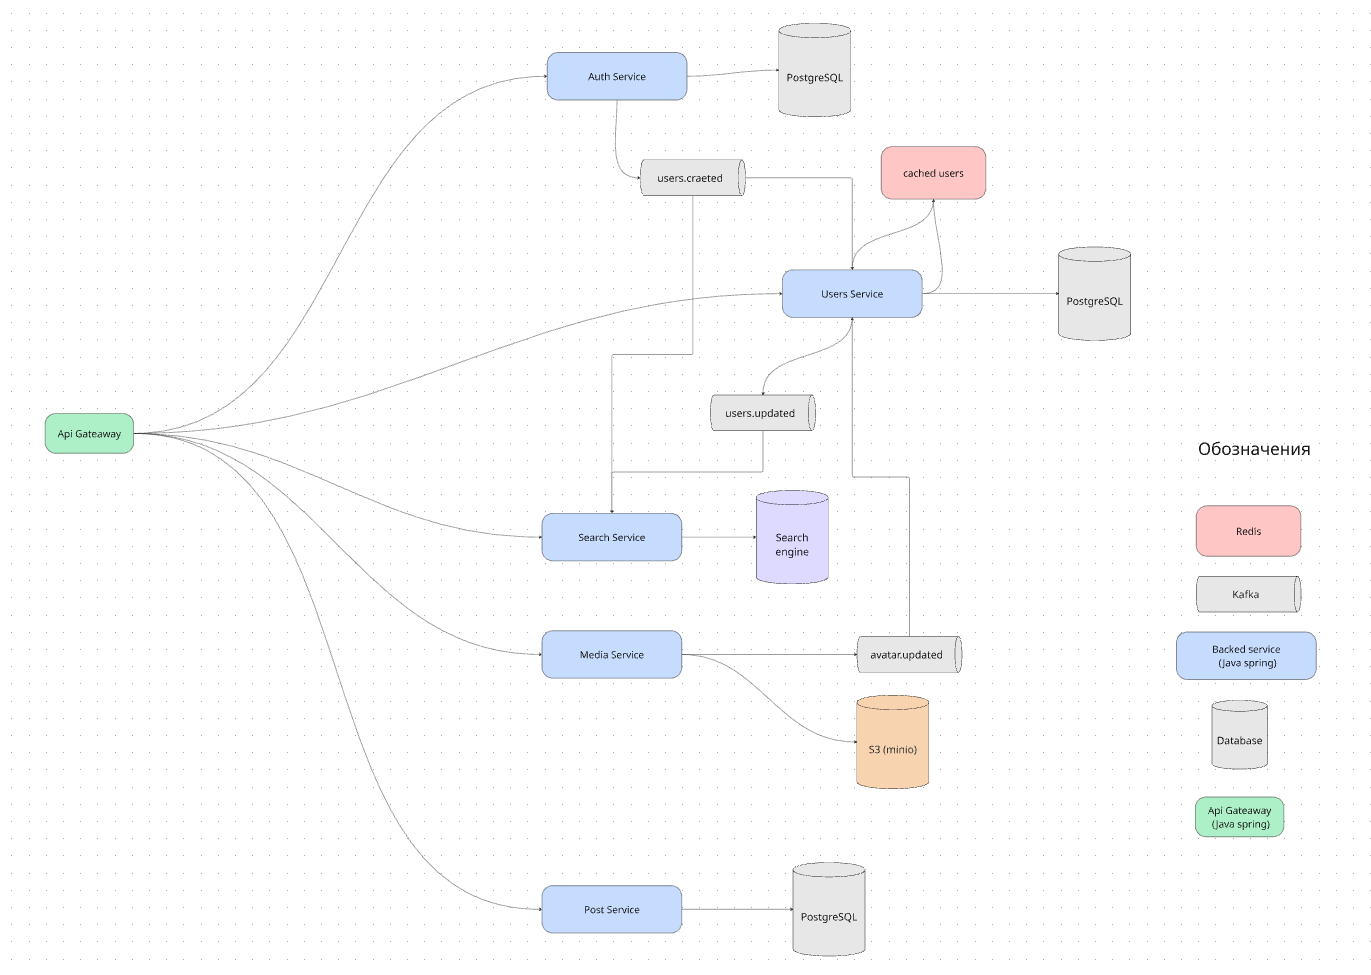 Auth Service
PostgreSQL
users.craeted
cached users
Users Service
PostgreSQL
users.updated
Api Gateaway
Search Service
Search
engine
Media Service
avatar.updated
S3 (minio)
Post Service
PostgreSQL
Обозначения
Redis
Kafka
Backed service
(Java spring)
Database
Api Gateaway
(Java spring)